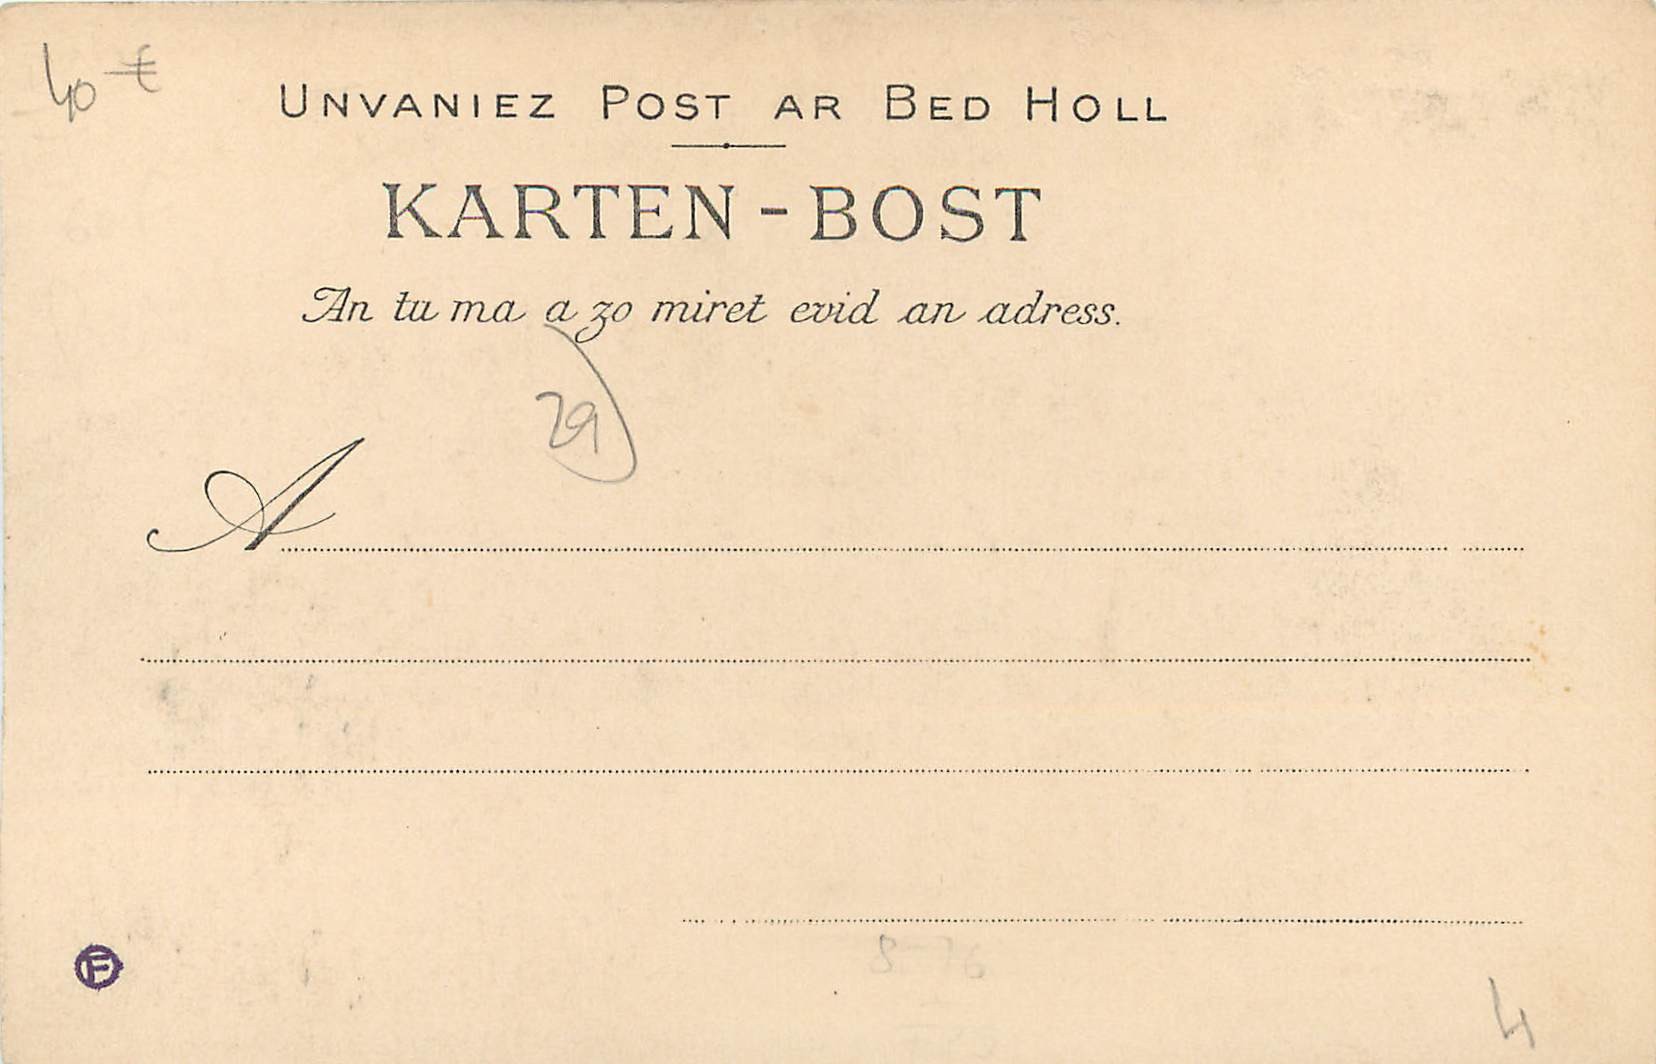 40 €
UNVANIEZ POST AR BED HOLL
KARTEN-BOST
An tu ma a zo miret evid an adress.
29
A
F
4